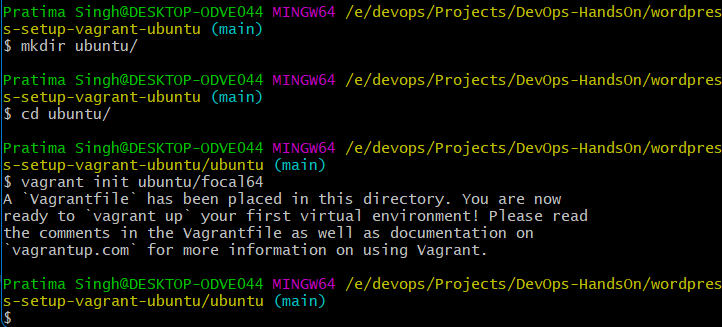 Pratima Singh@DESKTOP-ODVE044 MINGW64 /e/devops/Projects/DevOps-HandsOn/wordpres
s-setup-vagrant-ubuntu (main)
$ mkdir ubuntu/
Pratima Singh@DESKTOP-ODVE044 MINGW64 /e/devops/Projects/DevOps-HandsOn/wordpres
s-setup-vagrant-ubuntu (main)
$ cd ubuntu/
Pratima Singh@DESKTOP-ODVE044 MINGW64 /e/devops/Projects/DevOps-HandsOn/wordpres
s-setup-vagrant-ubuntu/ubuntu (main)
$ vagrant init ubuntu/focal64
A `Vagrantfile` has been placed in this directory. You are now
ready to `vagrant up` your first virtual environment! Please read
the comments in the Vagrantfile as well as documentation on
`vagrantup.com` for more information on using Vagrant.
Pratima Singh@DESKTOP-ODVE044 MINGW64 /e/devops/Projects/DevOps-HandsOn/wordpres
s-setup-vagrant-ubuntu/ubuntu (main)
$